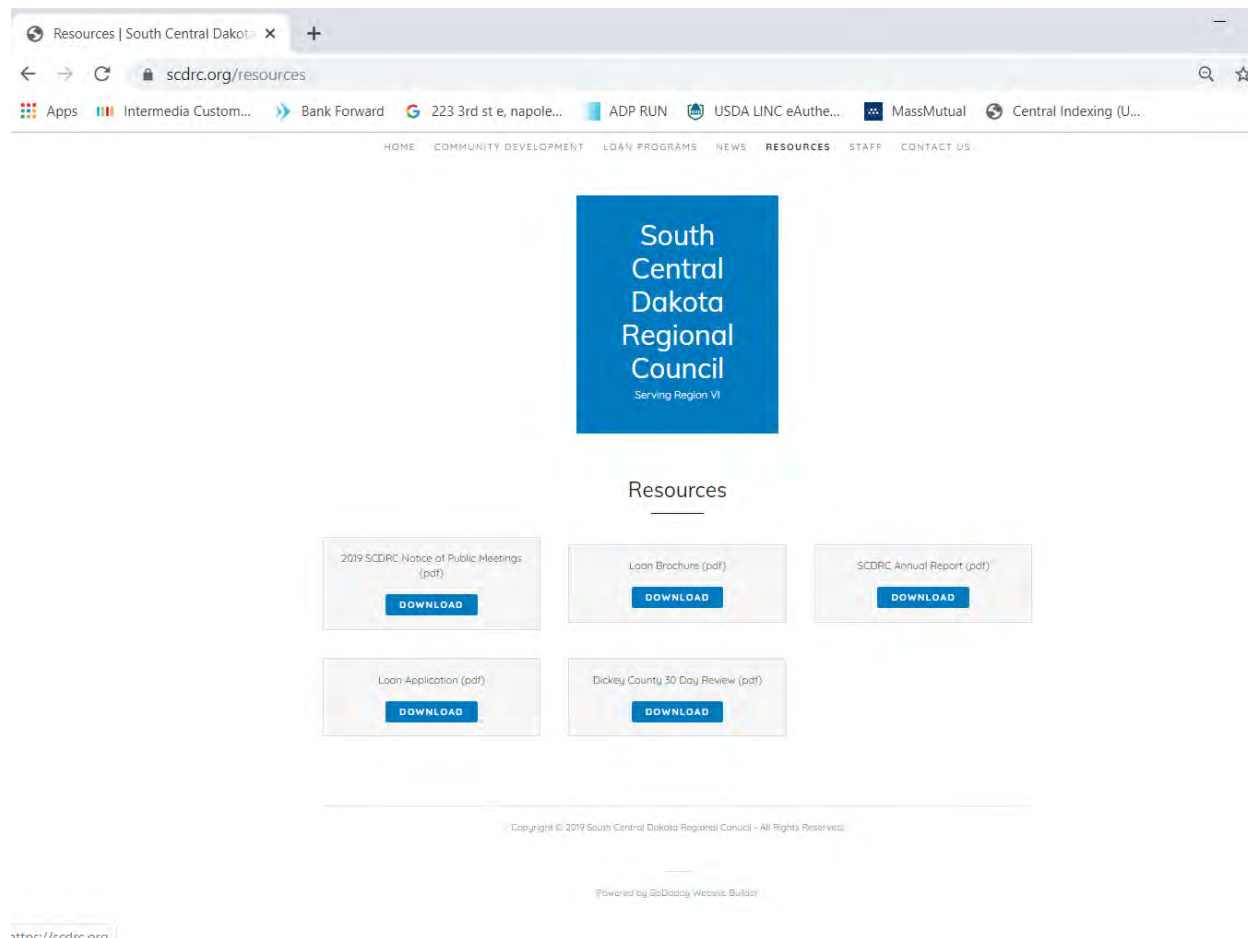 Resources | South Central Dakota
scdrc.org/resources
Apps Intermedia Custom... Bank Forward 223 3rd st e, napole... ADP RUN USDA LINC eAuthe... MassMutual Central Indexing (U...
HOME COMMUNITY DEVELOPMENT LOAN PROGRAMS NEWS RESOURCES STAFF CONTACT US
South
Central
Dakota
Regional
Council
Serving Region VI
Resources
2019 SCDRC Notice of Public Meetings
(pdf)
DOWNLOAD
Loan Brochure (pdf)
DOWNLOAD
SCDRC Annual Report (pdf)
DOWNLOAD
Loan Application (pdf)
DOWNLOAD
Dickey County 30 Day Review (pdf)
DOWNLOAD
Copyright © 2019 South Central Dakota Regional Conucil - All Rights Reserved.
Powered by GoDaddy Website Builder
https://scdrc.org